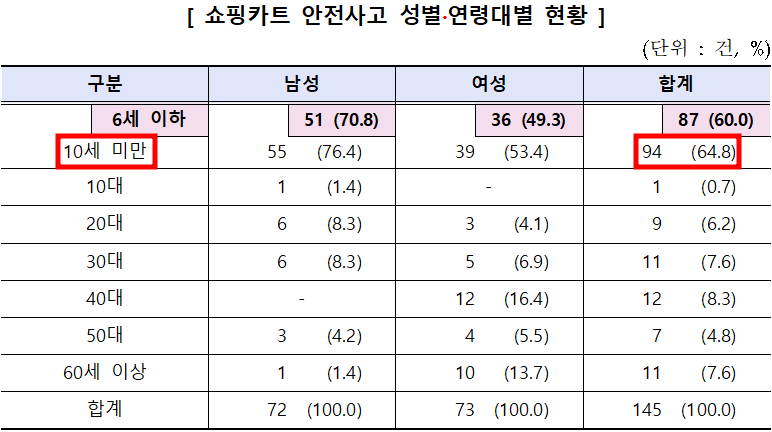 [ 쇼핑카트 안전사고 성별·연령대별 현황 ]
(단위 : 건, %)
구분 남성 여성 합계
6세 이하 51 (70.8) 36 (49.3) 87 (60.0)
10세 미만 55 (76.4) 39 (53.4) 94 (64.8)
10대 1 (1.4) - 1 (0.7)
20대 6 (8.3) 3 (4.1) 9 (6.2)
30대 6 (8.3) 5 (6.9) 11 (7.6)
40대 - 12 (16.4) 12 (8.3)
50대 3 (4.2) 4 (5.5) 7 (4.8)
60세 이상 1 (1.4) 10 (13.7) 11 (7.6)
합계 72 (100.0) 73 (100.0) 145 (100.0)